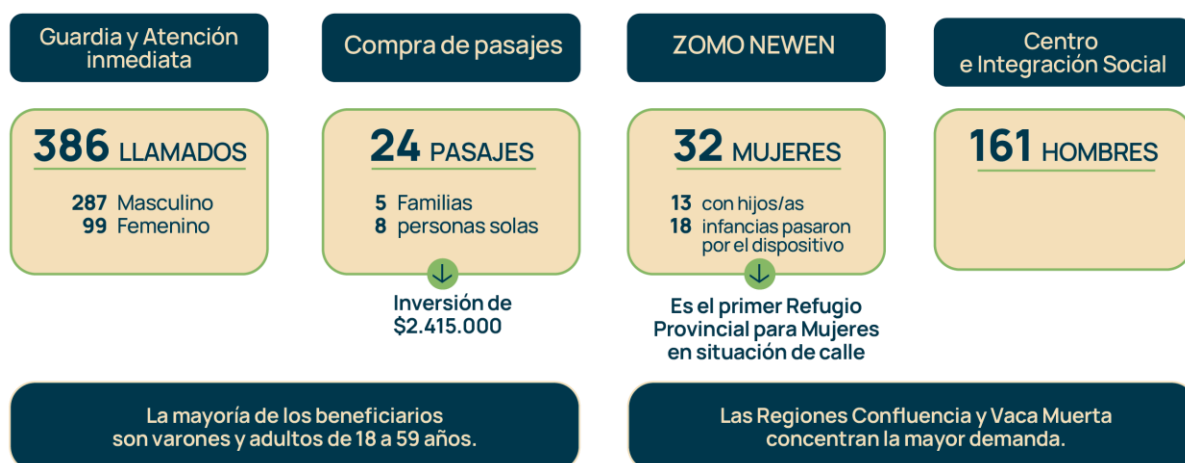 Guardia y Atención
inmediata
386 LLAMADOS
287 Masculino
99 Femenino
Compra de pasajes
24 PASAJES
5 Familias
8 personas solas
Inversión de
$2.415.000
ZOMO NEWEN
32 MUJERES
13 con hijos/as
18 infancias pasaron
por el dispositivo
Es el primer Refugio
Provincial para Mujeres
en situación de calle
Centro
e Integración Social
161 HOMBRES
La mayoría de los beneficiarios
son varones y adultos de 18 a 59 años.
Las Regiones Confluencia y Vaca Muerta
concentran la mayor demanda.